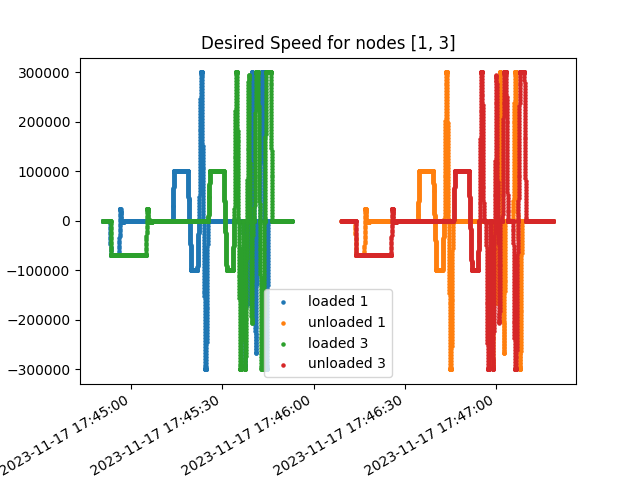 Desired Speed for nodes [1, 3]
300000
200000
100000
0
−100000
−200000
−300000
loaded 1
unloaded 1
loaded 3
unloaded 3
2023-11-17 17:45:00
2023-11-17 17:45:30
2023-11-17 17:46:00
2023-11-17 17:46:30
2023-11-17 17:47:00